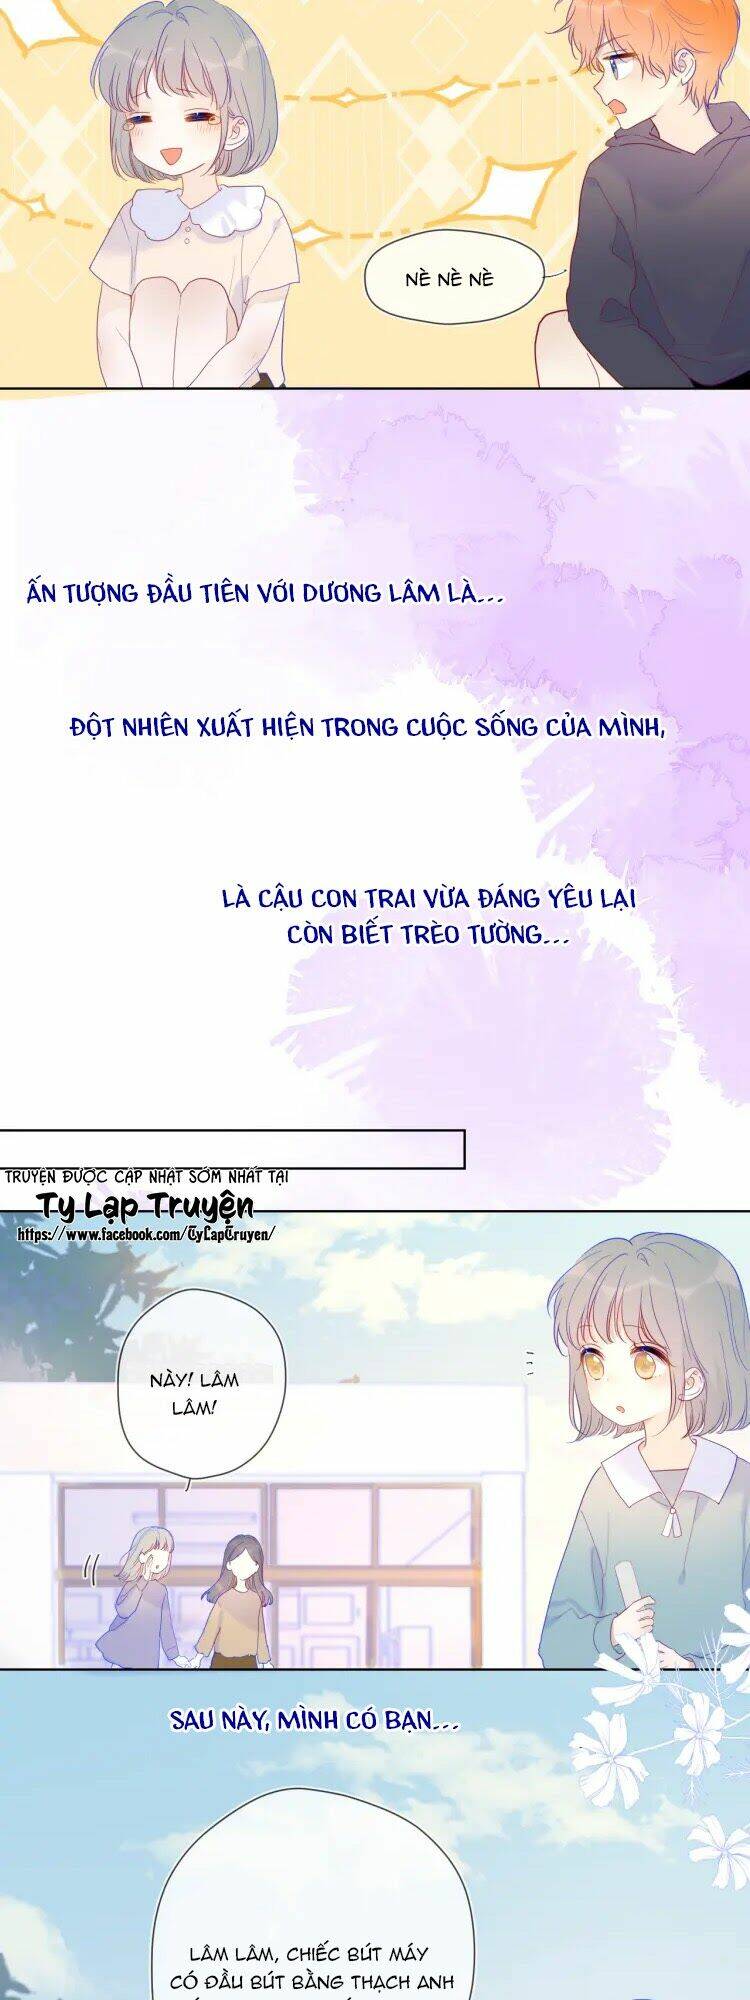 NÈ NÈ NÈ
ẤN TƯỢNG ĐẦU TIÊN VỚI DƯƠNG LÂM LÀ...
ĐỘT NHIÊN XUẤT HIỆN TRONG CUỘC SỐNG CỦA MÌNH,
LÀ CẬU CON TRAI VỪA ĐÁNG YÊU LẠI
CÒN BIẾT TRÈO TƯỜNG...
TRUYỆN ĐƯỢC CẬP NHẬT SỚM NHẤT TẠI
Ty Lạp Truyện
https://www.facebook.com/TyLapTruyen/
NÀY! LÂM
LÂM!
SAU NÀY, MÌNH CÓ BẠN...
LÂM LÂM, CHIẾC BÚT MÁY
CÓ ĐẦU BÚT BẰNG THẠCH ANH